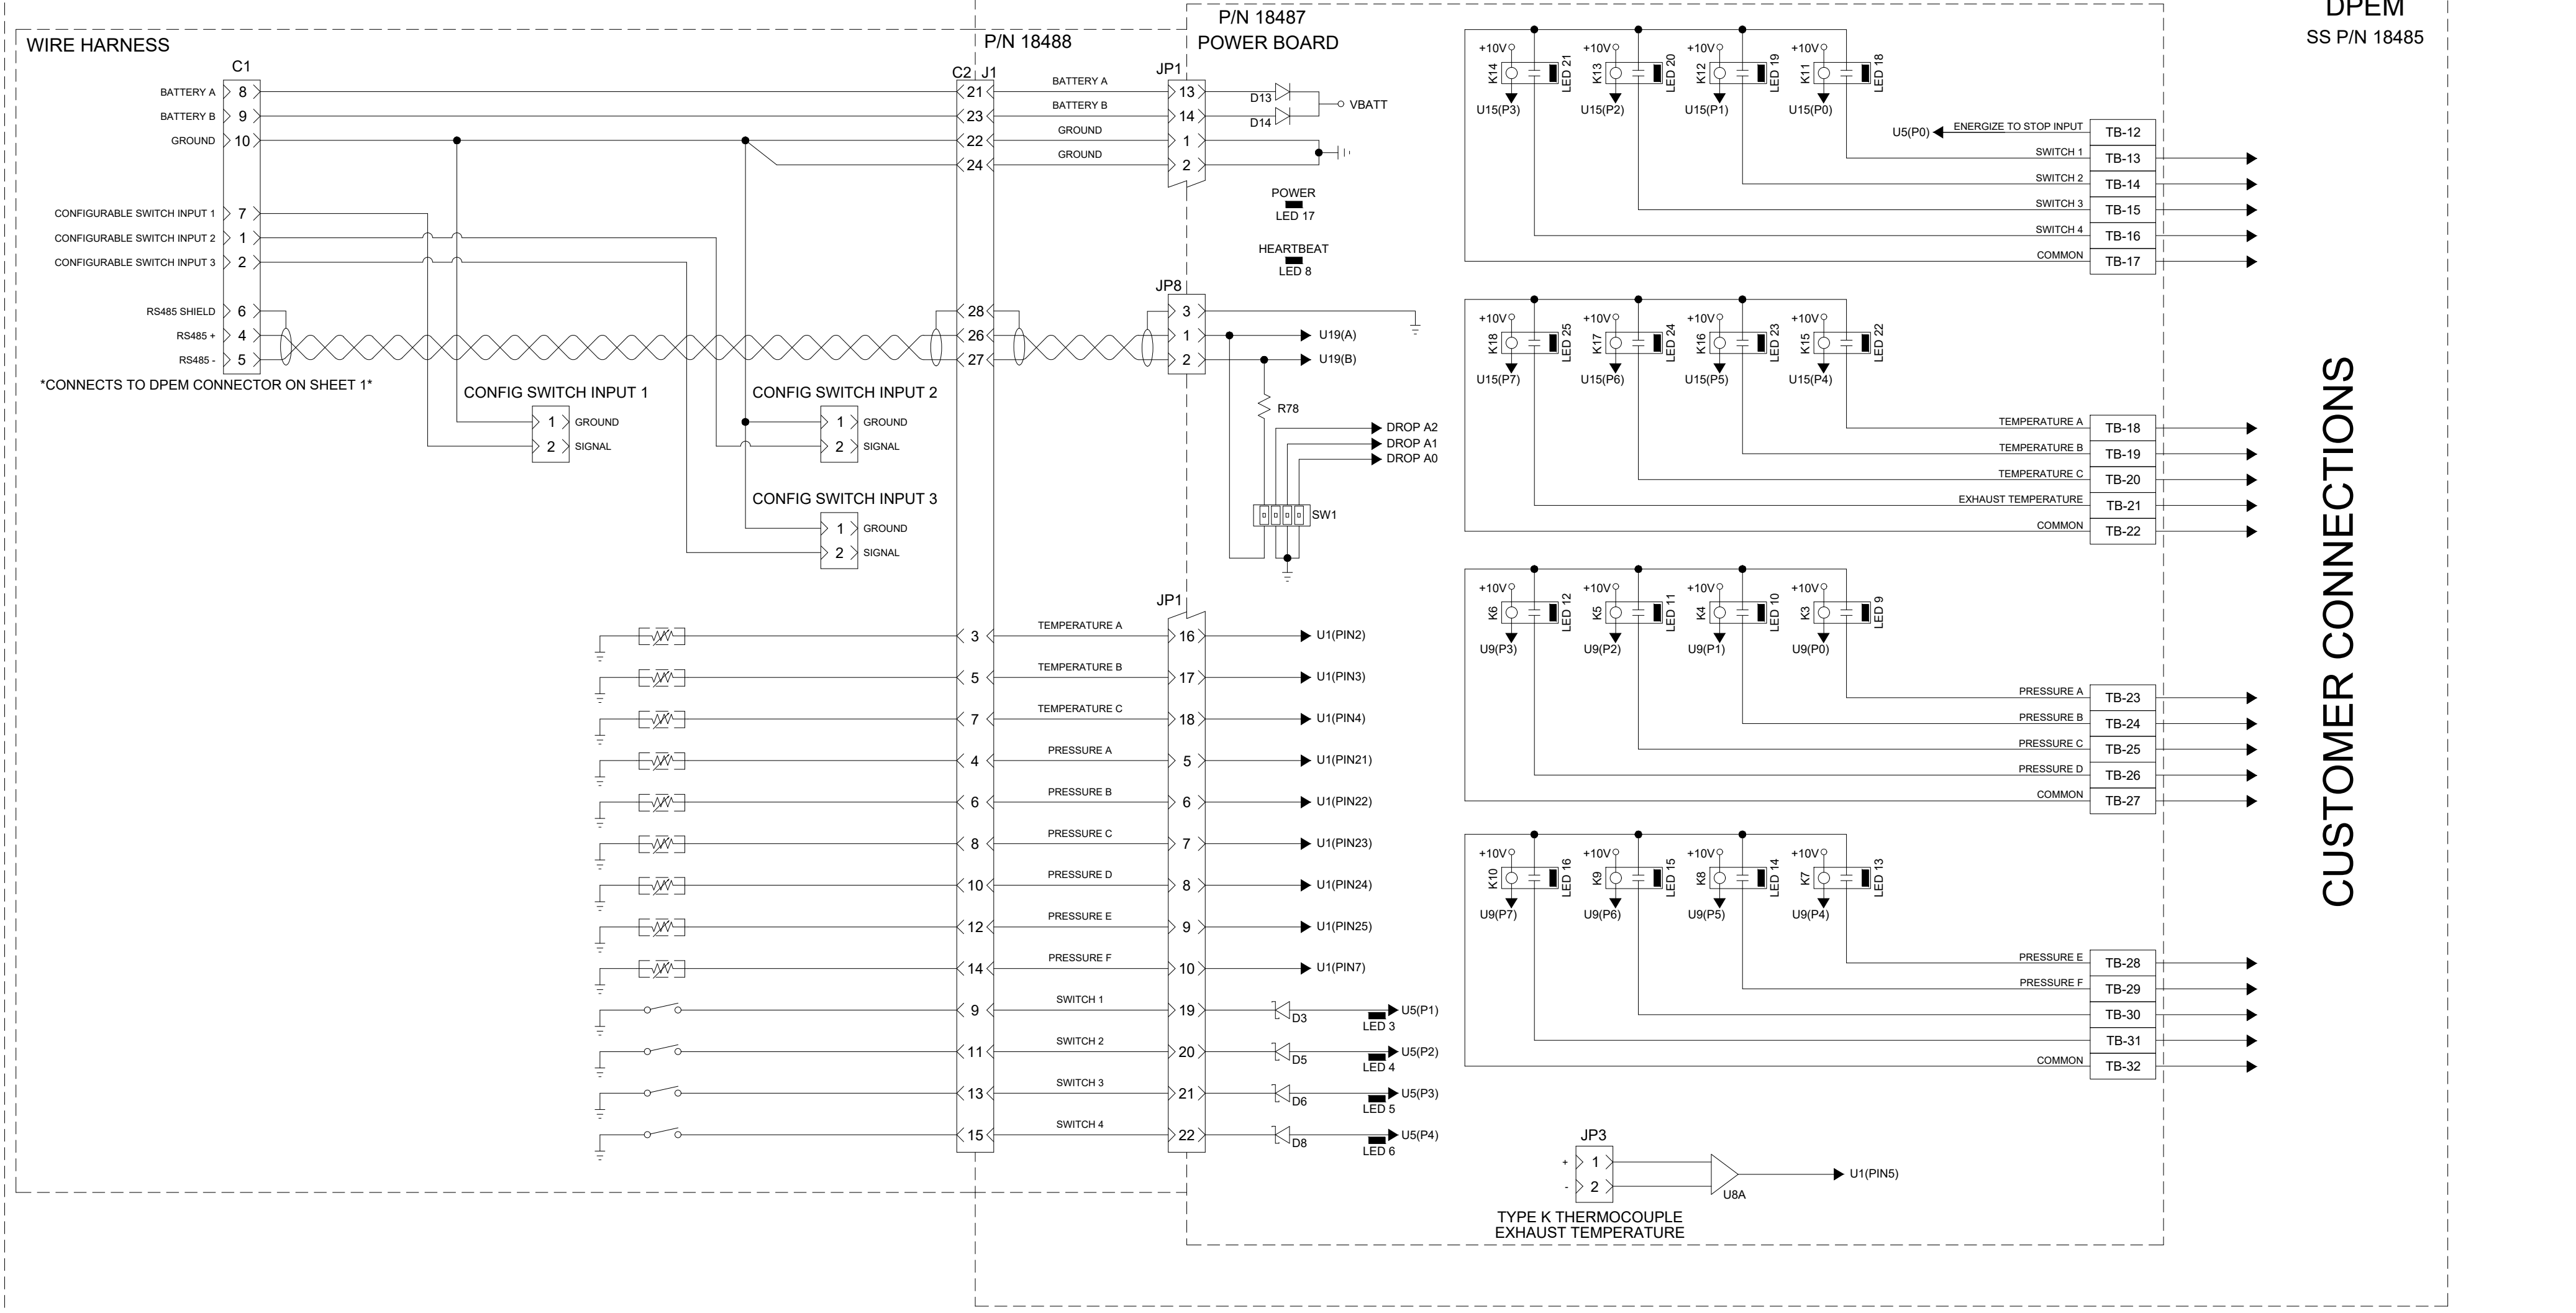 DPEM
SS P/N 18485
P/N 18487
POWER BOARD
P/N 18488
WIRE HARNESS
C1
BATTERY A 8
BATTERY B 9
GROUND 10
CONFIGURABLE SWITCH INPUT 1 7
CONFIGURABLE SWITCH INPUT 2 1
CONFIGURABLE SWITCH INPUT 3 2
RS485 SHIELD 6
RS485 + 4
RS485 - 5
*CONNECTS TO DPEM CONNECTOR ON SHEET 1*
CONFIG SWITCH INPUT 1
1 GROUND
2 SIGNAL
CONFIG SWITCH INPUT 2
1 GROUND
2 SIGNAL
CONFIG SWITCH INPUT 3
1 GROUND
2 SIGNAL
C2 J1
JP1
21 BATTERY A 13 D13
23 BATTERY B 14 D14
VBATT
22 GROUND 1
24 GROUND 2
POWER
LED 17
HEARTBEAT
LED 8
JP8
28 3
26 1 U19(A)
27 2 U19(B)
R78
DROP A2
DROP A1
DROP A0
SW1
JP1
3 TEMPERATURE A 16 U1(PIN2)
5 TEMPERATURE B 17 U1(PIN3)
7 TEMPERATURE C 18 U1(PIN4)
4 PRESSURE A 5 U1(PIN21)
6 PRESSURE B 6 U1(PIN22)
8 PRESSURE C 7 U1(PIN23)
10 PRESSURE D 8 U1(PIN24)
12 PRESSURE E 9 U1(PIN25)
14 PRESSURE F 10 U1(PIN7)
9 SWITCH 1 19 D3 LED 3 U5(P1)
11 SWITCH 2 20 D5 LED 4 U5(P2)
13 SWITCH 3 21 D6 LED 5 U5(P3)
15 SWITCH 4 22 D8 LED 6 U5(P4)
+10V +10V +10V +10V
K14 LED 21 K13 LED 20 K12 LED 19 K11 LED 18
U15(P3) U15(P2) U15(P1) U15(P0)
U5(P0) ENERGIZE TO STOP INPUT TB-12
SWITCH 1 TB-13
SWITCH 2 TB-14
SWITCH 3 TB-15
SWITCH 4 TB-16
COMMON TB-17
+10V +10V +10V +10V
K18 LED 25 K17 LED 24 K16 LED 23 K15 LED 22
U15(P7) U15(P6) U15(P5) U15(P4)
TEMPERATURE A TB-18
TEMPERATURE B TB-19
TEMPERATURE C TB-20
EXHAUST TEMPERATURE TB-21
COMMON TB-22
+10V +10V +10V +10V
K6 LED 12 K5 LED 11 K4 LED 10 K3 LED 9
U9(P3) U9(P2) U9(P1) U9(P0)
PRESSURE A TB-23
PRESSURE B TB-24
PRESSURE C TB-25
PRESSURE D TB-26
COMMON TB-27
+10V +10V +10V +10V
K10 LED 16 K9 LED 15 K8 LED 14 K7 LED 13
U9(P7) U9(P6) U9(P5) U9(P4)
PRESSURE E TB-28
PRESSURE F TB-29
TB-30
TB-31
COMMON TB-32
JP3
+ 1
- 2
U8A
U1(PIN5)
TYPE K THERMOCOUPLE
EXHAUST TEMPERATURE
CUSTOMER CONNECTIONS